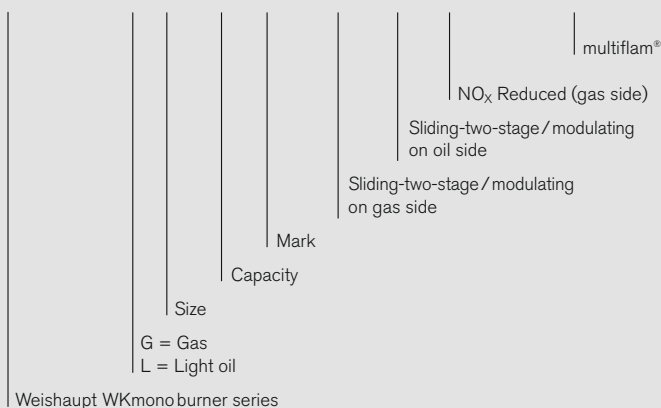 multiflam®
NOX Reduced (gas side)
Sliding-two-stage/modulating
on oil side
Sliding-two-stage/modulating
on gas side
Mark
Capacity
Size
G = Gas
L = Light oil
Weishaupt WKmono burner series